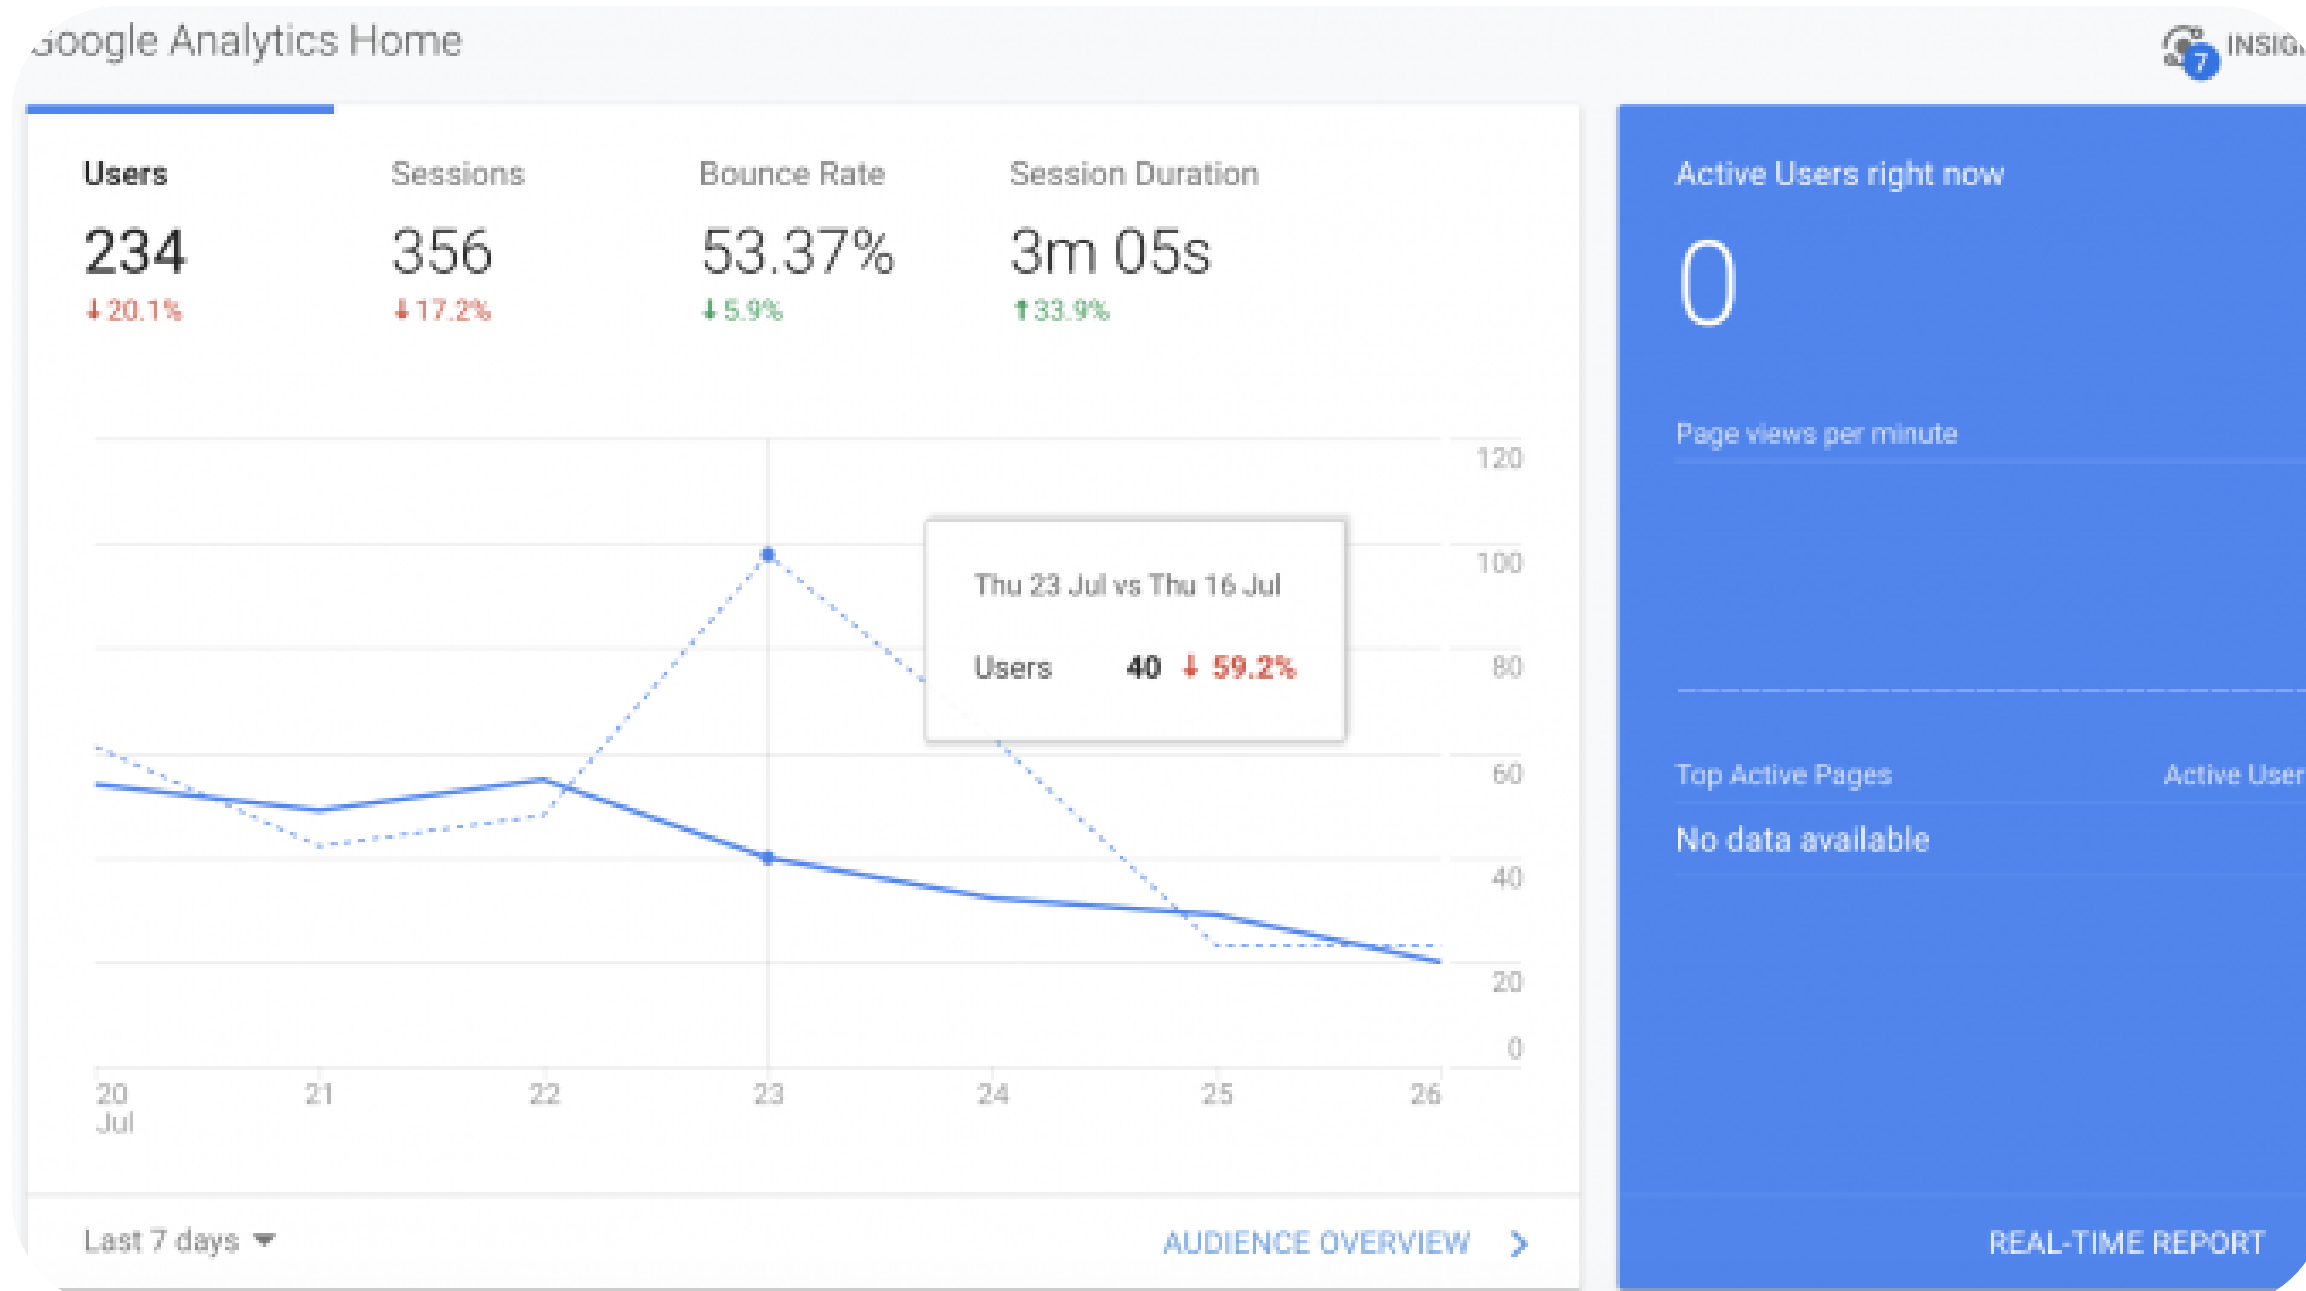 Google Analytics Home
7
Users
234
↓20.1%
Sessions
356
↓17.2%
Bounce Rate
53.37%
↓5.9%
Session Duration
3m 05s
↑33.9%
120
100
80
60
40
20
0
Thu 23 Jul vs Thu 16 Jul
Users 40 ↓ 59.2%
20 21 22 23 24 25 26
Jul
Last 7 days
AUDIENCE OVERVIEW
Active Users right now
0
Page views per minute
Top Active Pages Active User
No data available
REAL-TIME REPORT